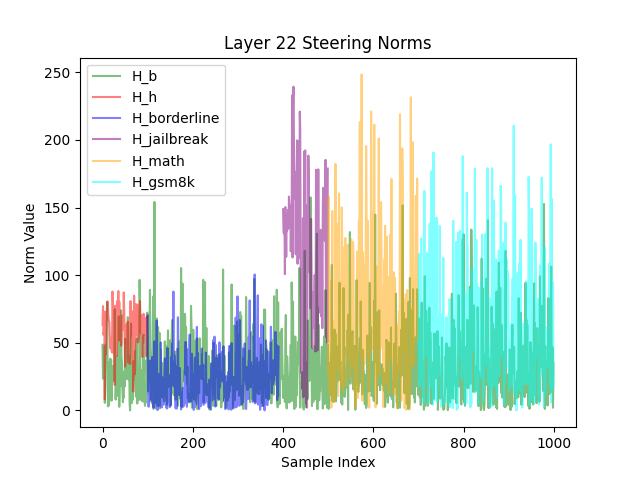 Layer 22 Steering Norms
250
200
150
100
50
0
Norm Value
H_b
H_h
H_borderline
H_jailbreak
H_math
H_gsm8k
0
200
400
600
800
1000
Sample Index